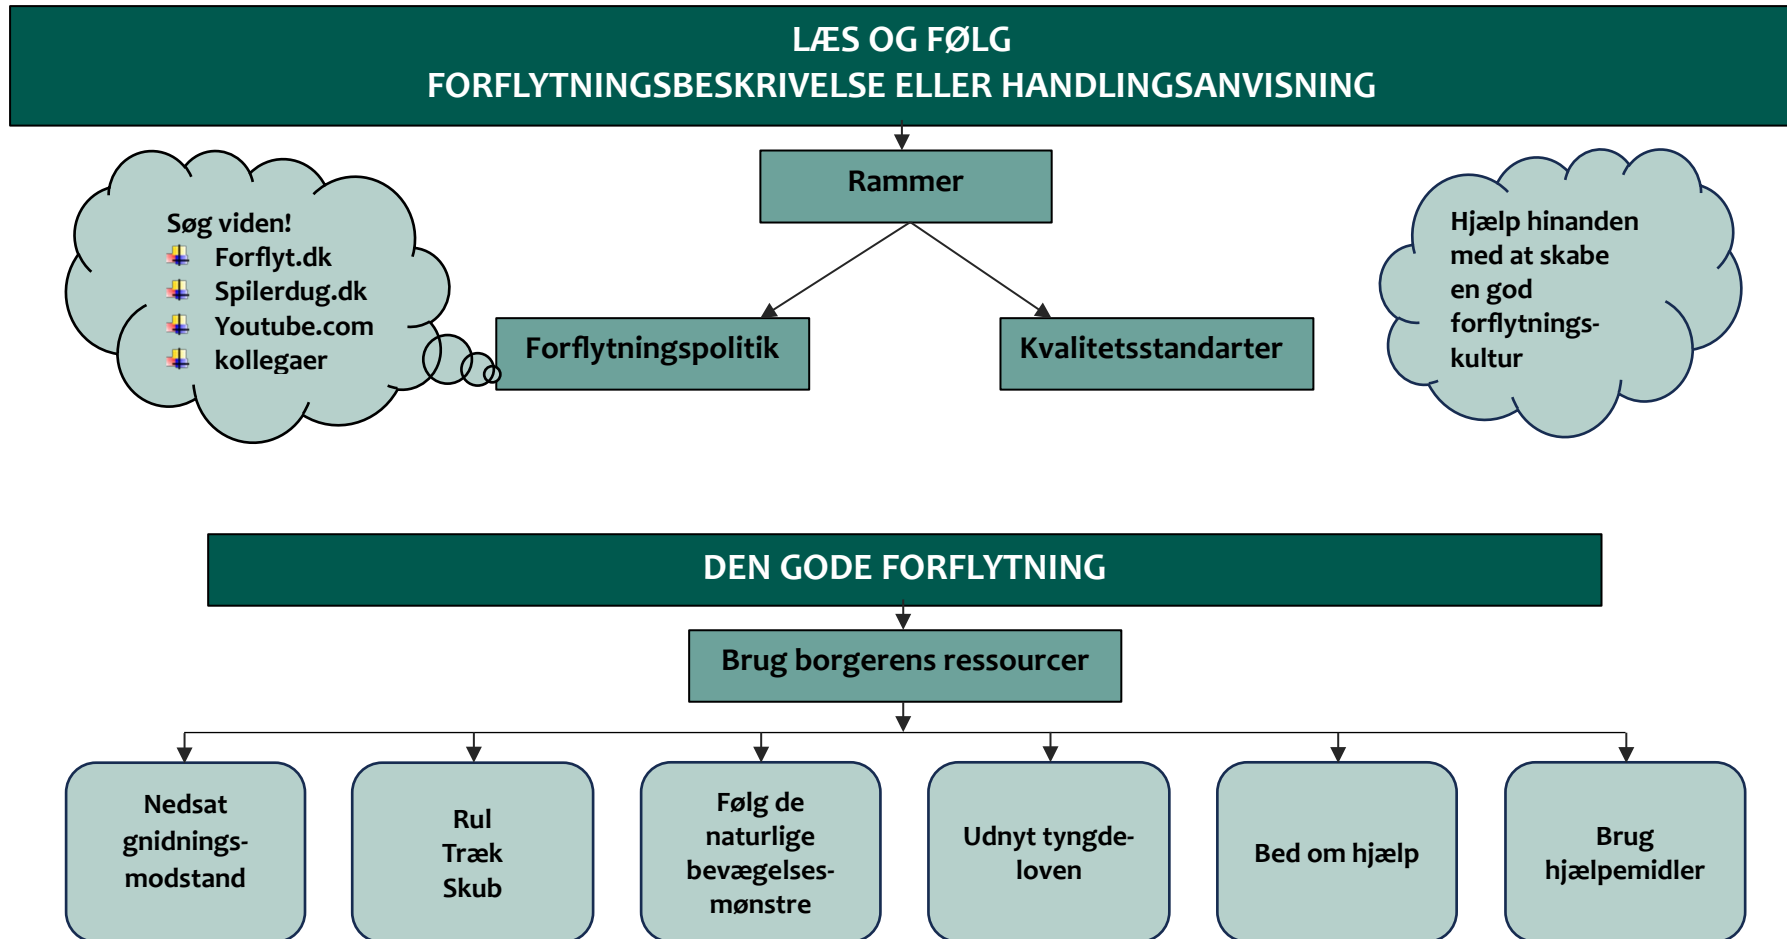 LÆS OG FØLG
FORFLYTNINGSBESKRIVELSE ELLER HANDLINGSANVISNING
Rammer
Søg viden!
Forflyt.dk
Spilerdug.dk
Youtube.com
kollegaer
Forflytningspolitik
Kvalitetsstandarter
Hjælp hinanden
med at skabe
en god
forflytnings-
kultur
DEN GODE FORFLYTNING
Brug borgerens ressourcer
Nedsat
gnidnings-
modstand
Rul
Træk
Skub
Følg de
naturlige
bevægelses-
mønstre
Udnyt tyngde-
loven
Bed om hjælp
Brug
hjælpemidler